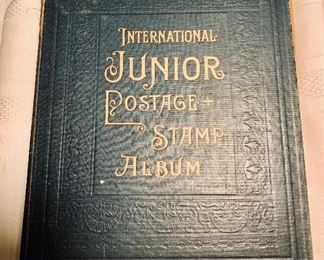 INTERNATIONAL
JUNIOR
POSTAGE +
STAMP
ALBUM